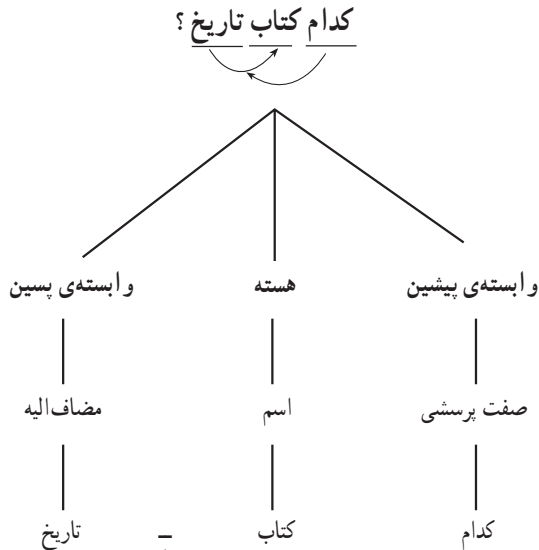 کدام کتاب تاریخ ؟
وابسته‌ی پیشین هسته وابسته‌ی پسین
صفت پرسشی اسم مضاف‌الیه
کدام کتاب ـِ تاریخ